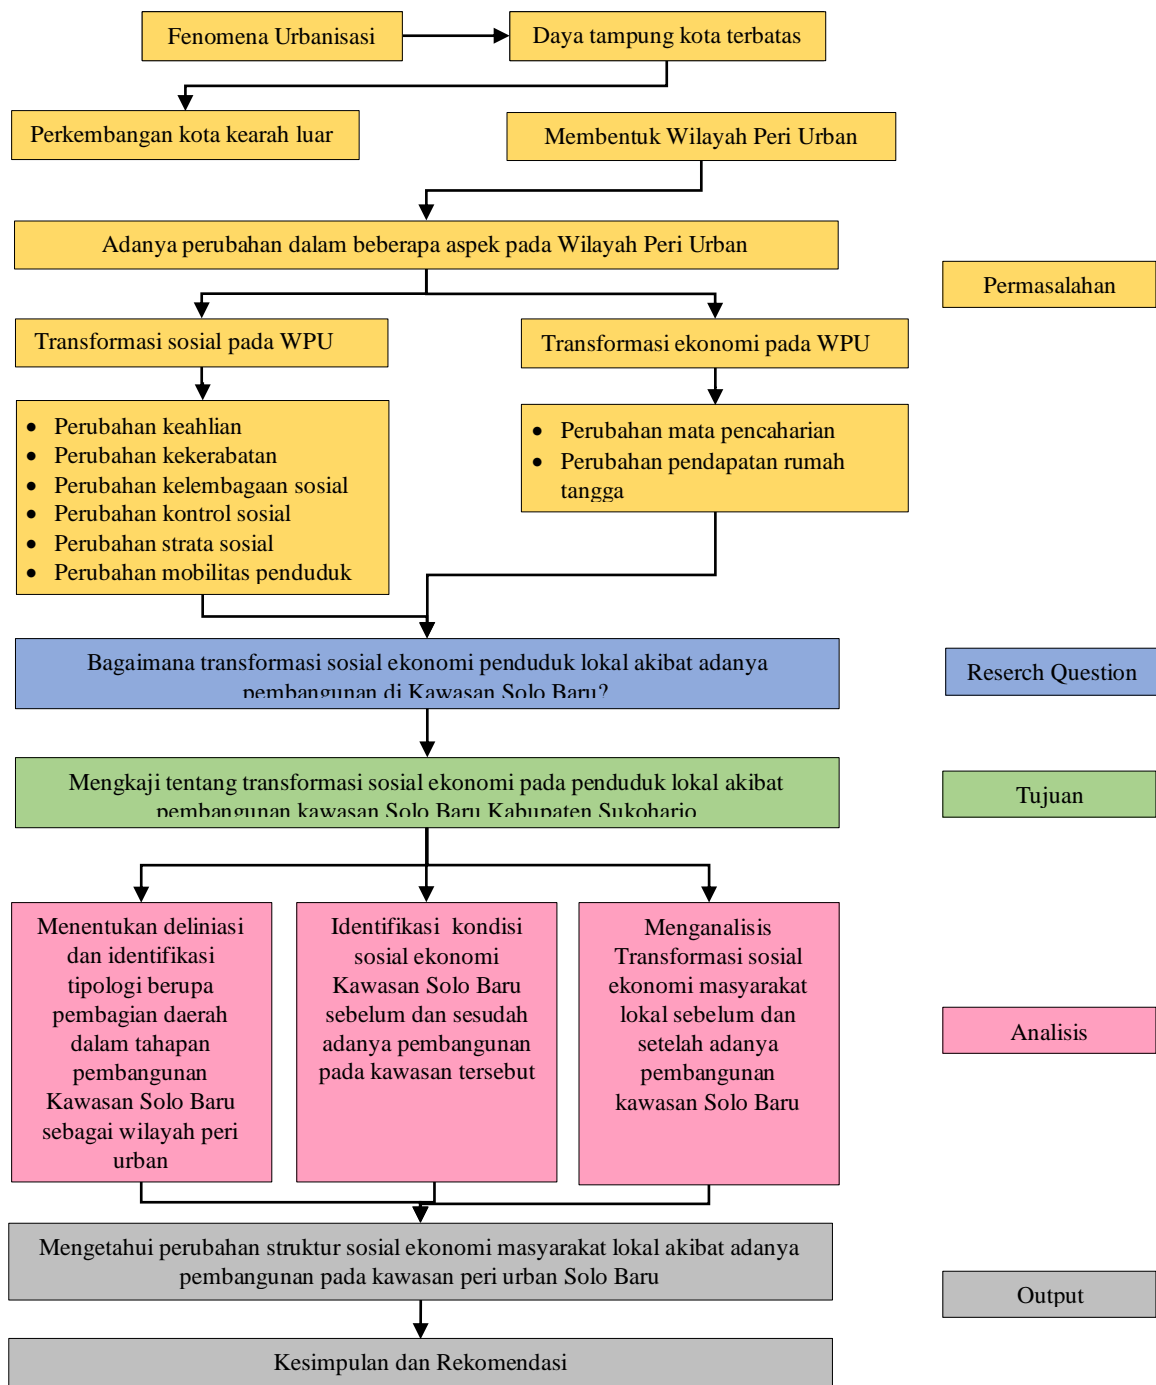 Fenomena Urbanisasi
Daya tampung kota terbatas
Perkembangan kota kearah luar
Membentuk Wilayah Peri Urban
Adanya perubahan dalam beberapa aspek pada Wilayah Peri Urban
Permasalahan
Transformasi sosial pada WPU
Transformasi ekonomi pada WPU
• Perubahan keahlian
• Perubahan kekerabatan
• Perubahan kelembagaan sosial
• Perubahan kontrol sosial
• Perubahan strata sosial
• Perubahan mobilitas penduduk
• Perubahan mata pencaharian
• Perubahan pendapatan rumah
tangga
Bagaimana transformasi sosial ekonomi penduduk lokal akibat adanya
pembangunan di Kawasan Solo Baru?
Reserch Question
Mengkaji tentang transformasi sosial ekonomi pada penduduk lokal akibat
pembangunan kawasan Solo Baru Kabupaten Sukoharjo
Tujuan
Menentukan deliniasi
dan identifikasi
tipologi berupa
pembagian daerah
dalam tahapan
pembangunan
Kawasan Solo Baru
sebagai wilayah peri
urban
Identifikasi kondisi
sosial ekonomi
Kawasan Solo Baru
sebelum dan sesudah
adanya pembangunan
pada kawasan tersebut
Menganalisis
Transformasi sosial
ekonomi masyarakat
lokal sebelum dan
setelah adanya
pembangunan
kawasan Solo Baru
Analisis
Mengetahui perubahan struktur sosial ekonomi masyarakat lokal akibat adanya
pembangunan pada kawasan peri urban Solo Baru
Output
Kesimpulan dan Rekomendasi